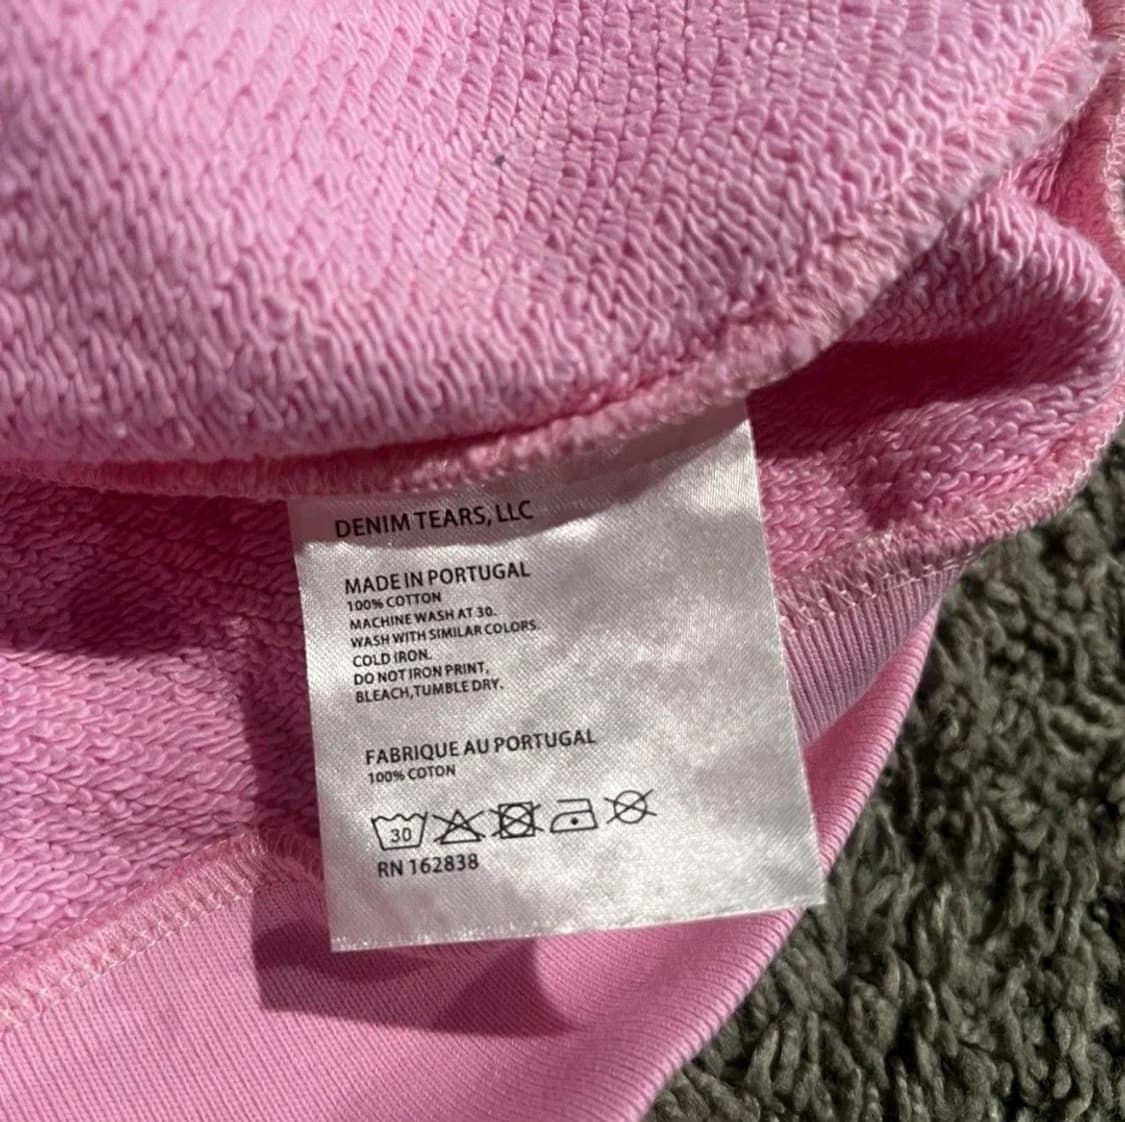 DENIM TEARS, LLC
MADE IN PORTUGAL
100% COTTON
MACHINE WASH AT 30.
WASH WITH SIMILAR COLORS.
COLD IRON.
DO NOT IRON PRINT,
BLEACH,TUMBLE DRY.
FABRIQUE AU PORTUGAL
100% COTON
30
RN 162838